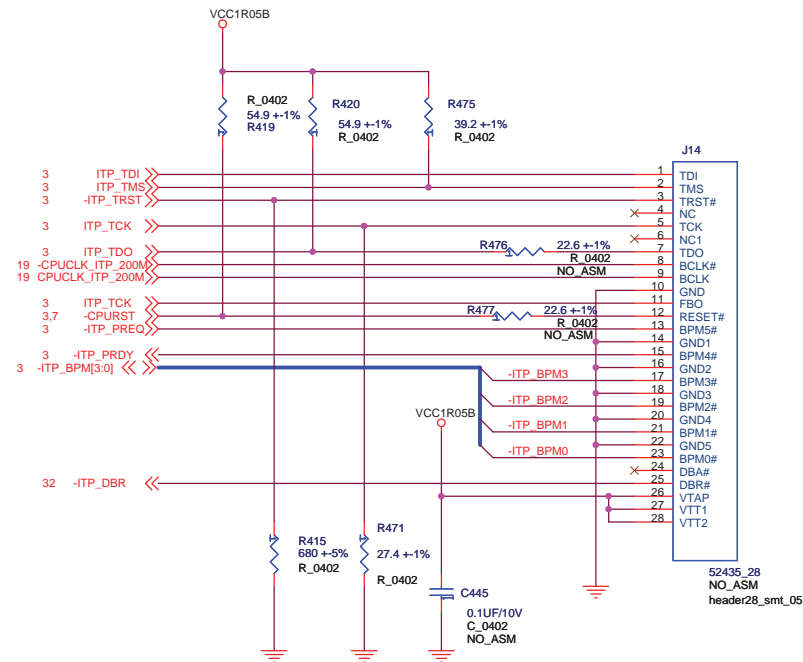 VCC1R05B
R_0402
54.9 +-1%
R419
R420
54.9 +-1%
R_0402
R475
39.2 +-1%
R_0402
J14
3 ITP_TDI 1 TDI
3 ITP_TMS 2 TMS
3 -ITP_TRST 3 TRST#
4 NC
3 ITP_TCK 5 TCK
6 NC1
3 ITP_TDO R476 22.6 +-1% 7 TDO
R_0402
NO_ASM
19 -CPUCLK_ITP_200M 8 BCLK#
19 CPUCLK_ITP_200M 9 BCLK
10 GND
3 ITP_TCK 11 FBO
3,7 -CPURST R477 22.6 +-1% 12 RESET#
R_0402
NO_ASM
3 -ITP_PREQ 13 BPM5#
14 GND1
3 -ITP_PRDY 15 BPM4#
3 -ITP_BPM[3:0] 16 GND2
-ITP_BPM3 17 BPM3#
18 GND3
-ITP_BPM2 19 BPM2#
20 GND4
VCC1R05B
-ITP_BPM1 21 BPM1#
22 GND5
-ITP_BPM0 23 BPM0#
24 DBA#
32 -ITP_DBR 25 DBR#
26 VTAP
27 VTT1
28 VTT2
R415
680 +-5%
R_0402
R471
27.4 +-1%
R_0402
C445
0.1UF/10V
C_0402
NO_ASM
52435_28
NO_ASM
header28_smt_05